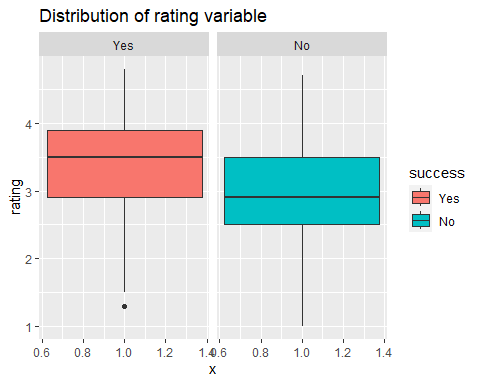 Distribution of rating variable
Yes
No
rating
4
3
2
1
0.6 0.8 1.0 1.2 1.4
0.6 0.8 1.0 1.2 1.4
x
success
Yes
No